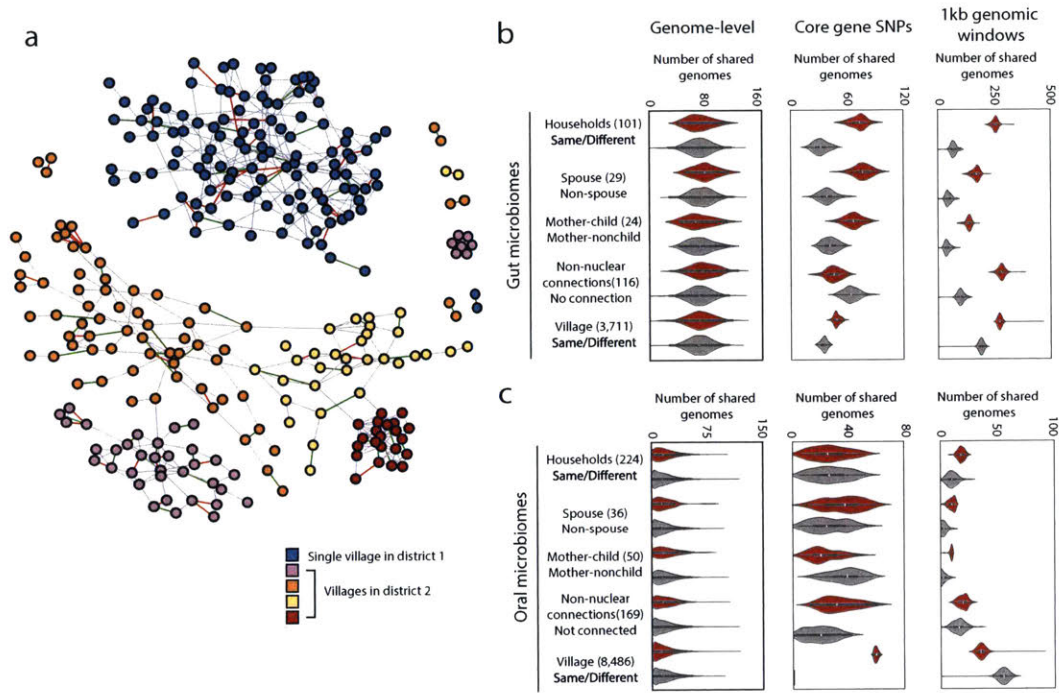 a
Single village in district 1
Villages in district 2
b
Genome-level
Core gene SNPs
1kb genomic
windows
Number of shared
genomes
Number of shared
genomes
Number of shared
genomes
0
80
160
0
60
120
0
250
500
Gut microbiomes
Households (101)
Same/Different
Spouse (29)
Non-spouse
Mother-child (24)
Mother-nonchild
Non-nuclear
connections(116)
No connection
Village (3,711)
Same/Different
c
Number of shared
genomes
Number of shared
genomes
Number of shared
genomes
0
75
150
0
40
80
0
50
100
Oral microbiomes
Households (224)
Same/Different
Spouse (36)
Non-spouse
Mother-child (50)
Mother-nonchild
Non-nuclear
connections(169)
Not connected
Village (8,486)
Same/Different